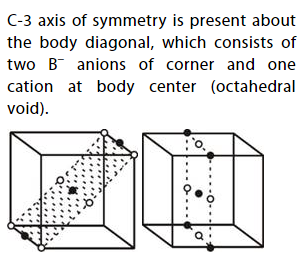 C-3 axis of symmetry is present about
the body diagonal, which consists of
two B⁻ anions of corner and one
cation at body center (octahedral
void).